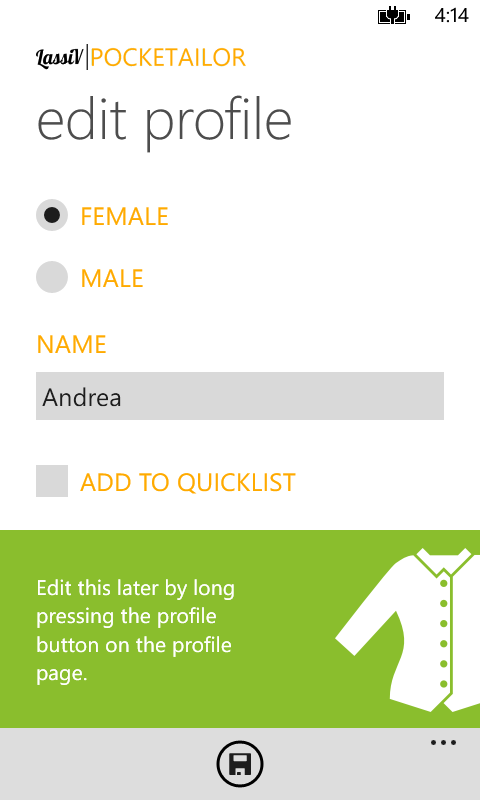 4:14
LassiV|POCKETAILOR
edit profile
FEMALE
MALE
NAME
Andrea
ADD TO QUICKLIST
Edit this later by long
pressing the profile
button on the profile
page.